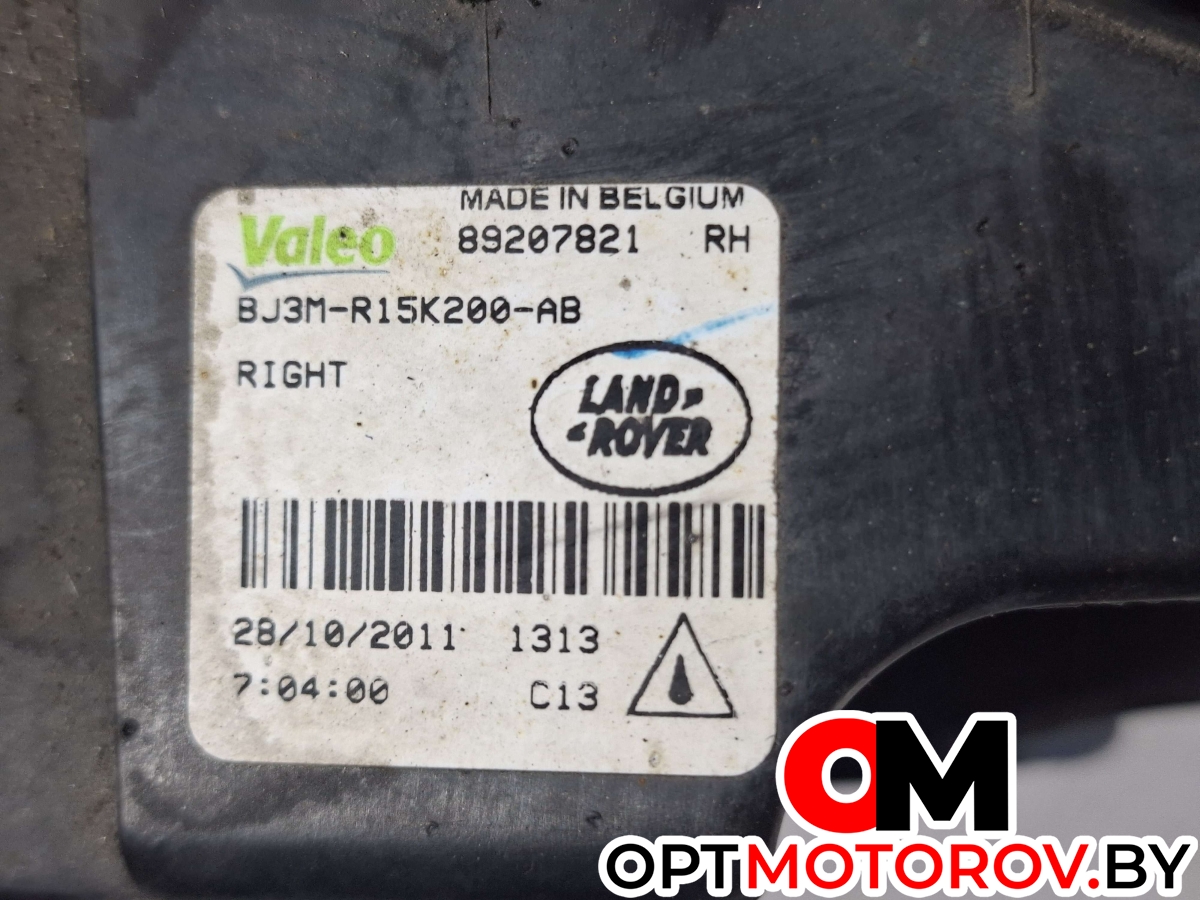 MADE IN BELGIUM
Valeo 89207821 RH
BJ3M-R15K200-AB
RIGHT
LAND
ROVER
28/10/2011 1313
7:04:00 C13
OM
OPTMOTOROV.BY